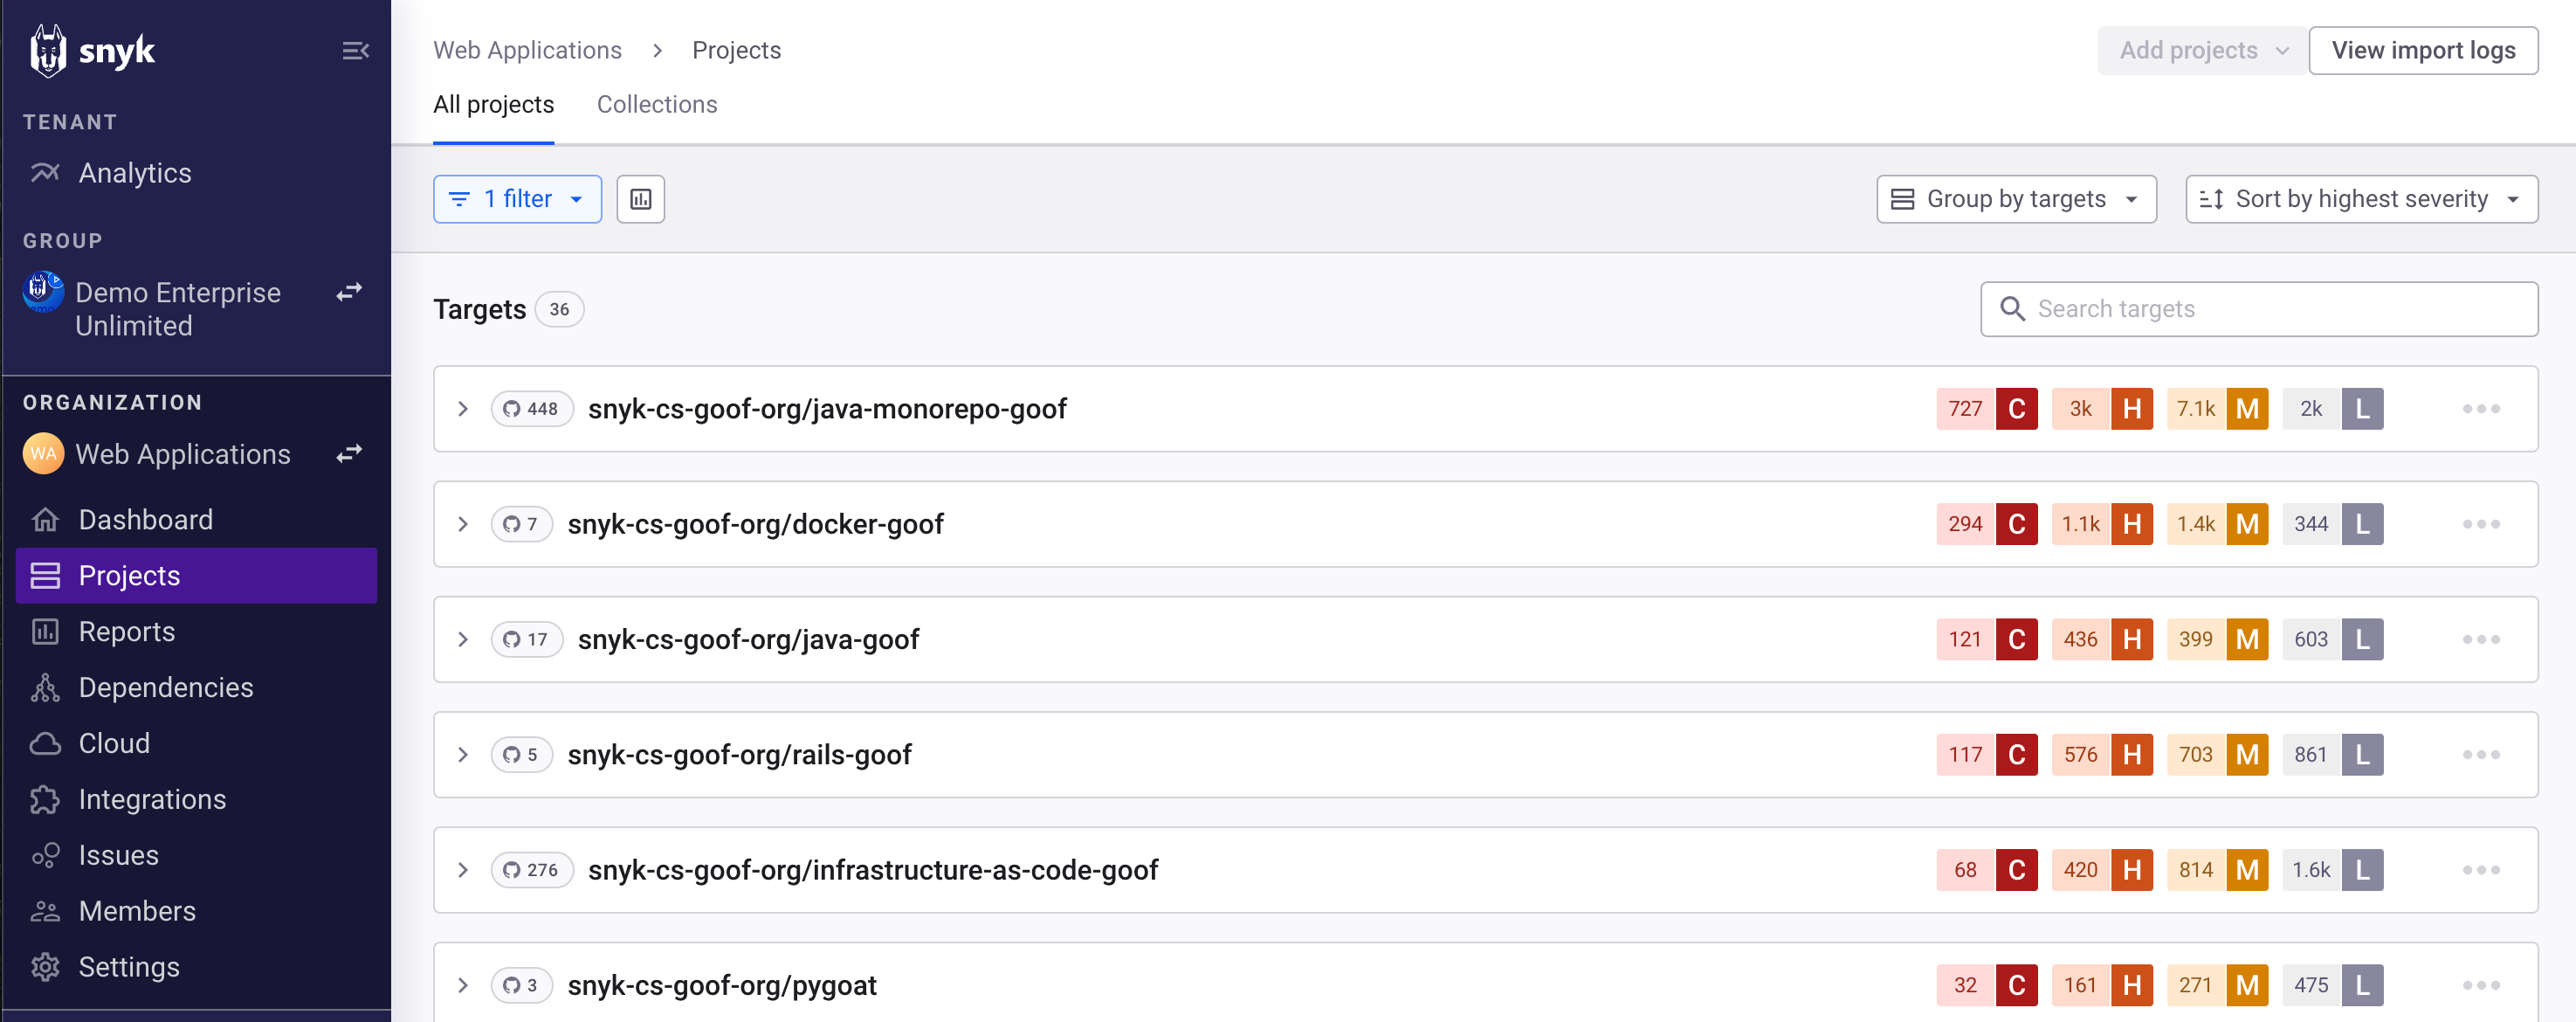 snyk
TENANT
Analytics
GROUP
Demo Enterprise
Unlimited
ORGANIZATION
WA Web Applications
Dashboard
Projects
Reports
Dependencies
Cloud
Integrations
Issues
Members
Settings
Web Applications > Projects
Add projects
View import logs
All projects Collections
1 filter
Group by targets
Sort by highest severity
Targets 36
Search targets
448 snyk-cs-goof-org/java-monorepo-goof 727 C 3k H 7.1k M 2k L
7 snyk-cs-goof-org/docker-goof 294 C 1.1k H 1.4k M 344 L
17 snyk-cs-goof-org/java-goof 121 C 436 H 399 M 603 L
5 snyk-cs-goof-org/rails-goof 117 C 576 H 703 M 861 L
276 snyk-cs-goof-org/infrastructure-as-code-goof 68 C 420 H 814 M 1.6k L
3 snyk-cs-goof-org/pygoat 32 C 161 H 271 M 475 L